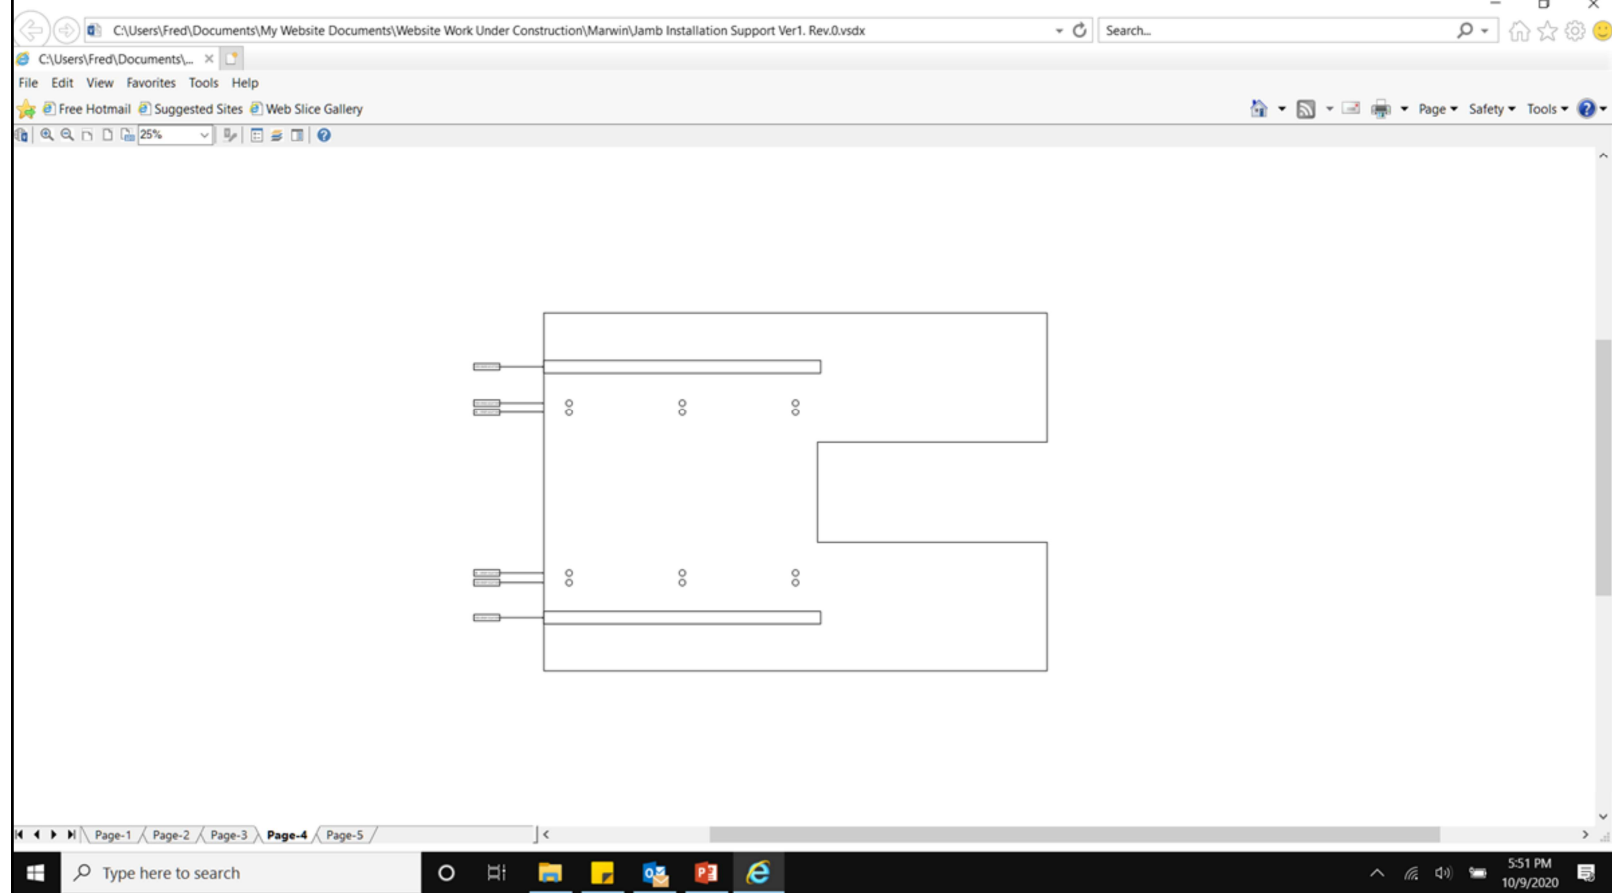 C:\Users\Fred\Documents\My Website Documents\Website Work Under Construction\Marwin\Jamb Installation Support Ver1. Rev.0.vsdx
Search...
C:\Users\Fred\Documents\...
File Edit View Favorites Tools Help
Free Hotmail Suggested Sites Web Slice Gallery
Page Safety Tools
25%
Page-1 Page-2 Page-3 Page-4 Page-5
Type here to search
5:51 PM
10/9/2020